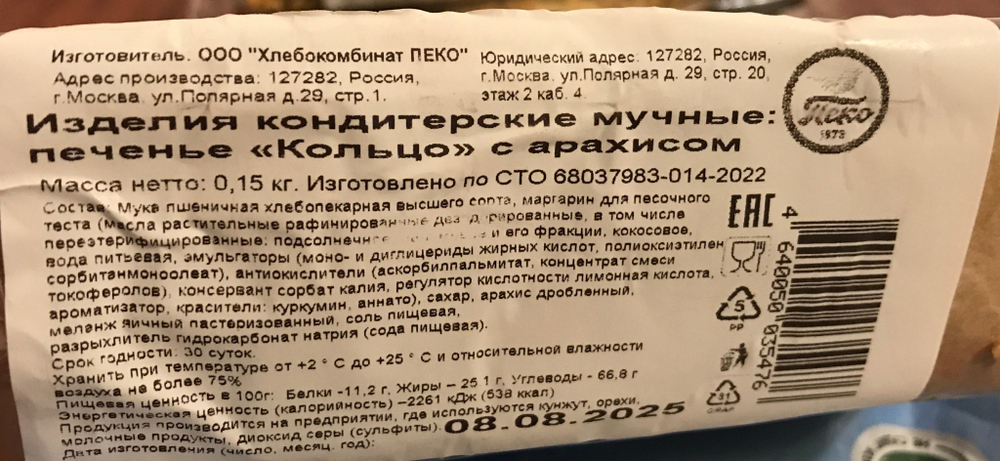 Изготовитель. ООО "Хлебокомбинат ПЕКО"
Адрес производства: 127282, Россия,
г.Москва. ул.Полярная д.29, стр.1.
Юридический адрес: 127282, Россия,
г.Москва. ул.Полярная д. 29, стр. 20,
этаж 2 каб. 4.
Пеко
1973
Изделия кондитерские мучные:
печенье «Кольцо» с арахисом
Масса нетто: 0,15 кг. Изготовлено по СТО 68037983-014-2022
Состав: Мука пшеничная хлебопекарная высшего сорта, маргарин для песочного
теста (масла растительные рафинированные рированные, в том числе
переэтерифицированные: подсолнечн и его фракции, кокосовое,
вода питьевая, эмульгаторы (моно- и диглицериды жирных кислот, полиоксиэтилен
сорбитанмоноолеат), антиокислители (аскорбилпальмитат, концентрат смеси
токоферолов), консервант сорбат калия, регулятор кислотности лимонная кислота,
ароматизатор, красители: куркумин, аннато), сахар, арахис дробленый,
меланж яичный пастеризованный, соль пищевая,
разрыхлитель гидрокарбонат натрия (сода пищевая).
Срок годности: 30 суток.
Хранить при температуре от +2 ° С до +25 ° С и относительной влажности
воздуха не более 75%
Пищевая ценность в 100г: Белки -11,2 г, Жиры – 25 1 г, Углеводы - 66,8 г
Энергетическая ценность (калорийность) –2261 кДж (538 ккал)
Продукция производится на предприятии, где используются кунжут, орехи,
молочные продукты, диоксид серы (сульфиты).
Дата изготовления (число, месяц, год):
08.08.2025
EAC
5
PP
81
4 640050 035476